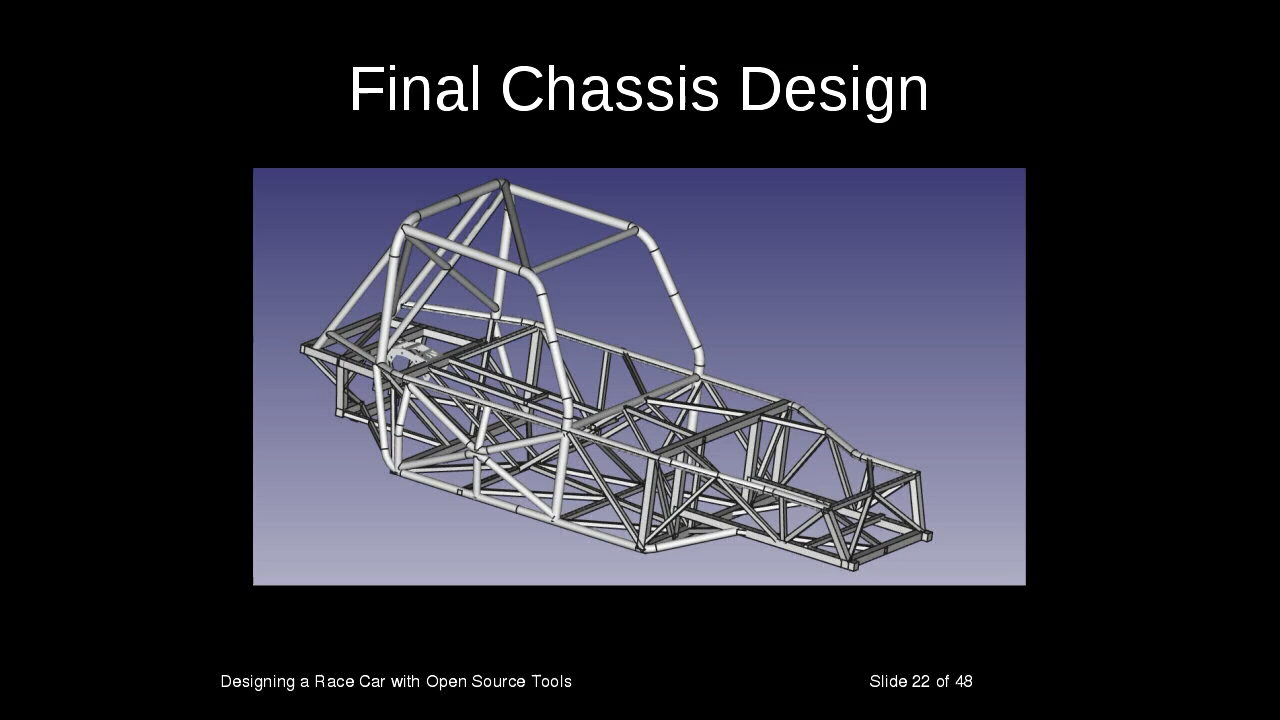 Final Chassis Design
Designing a Race Car with Open Source Tools
Slide 22 of 48